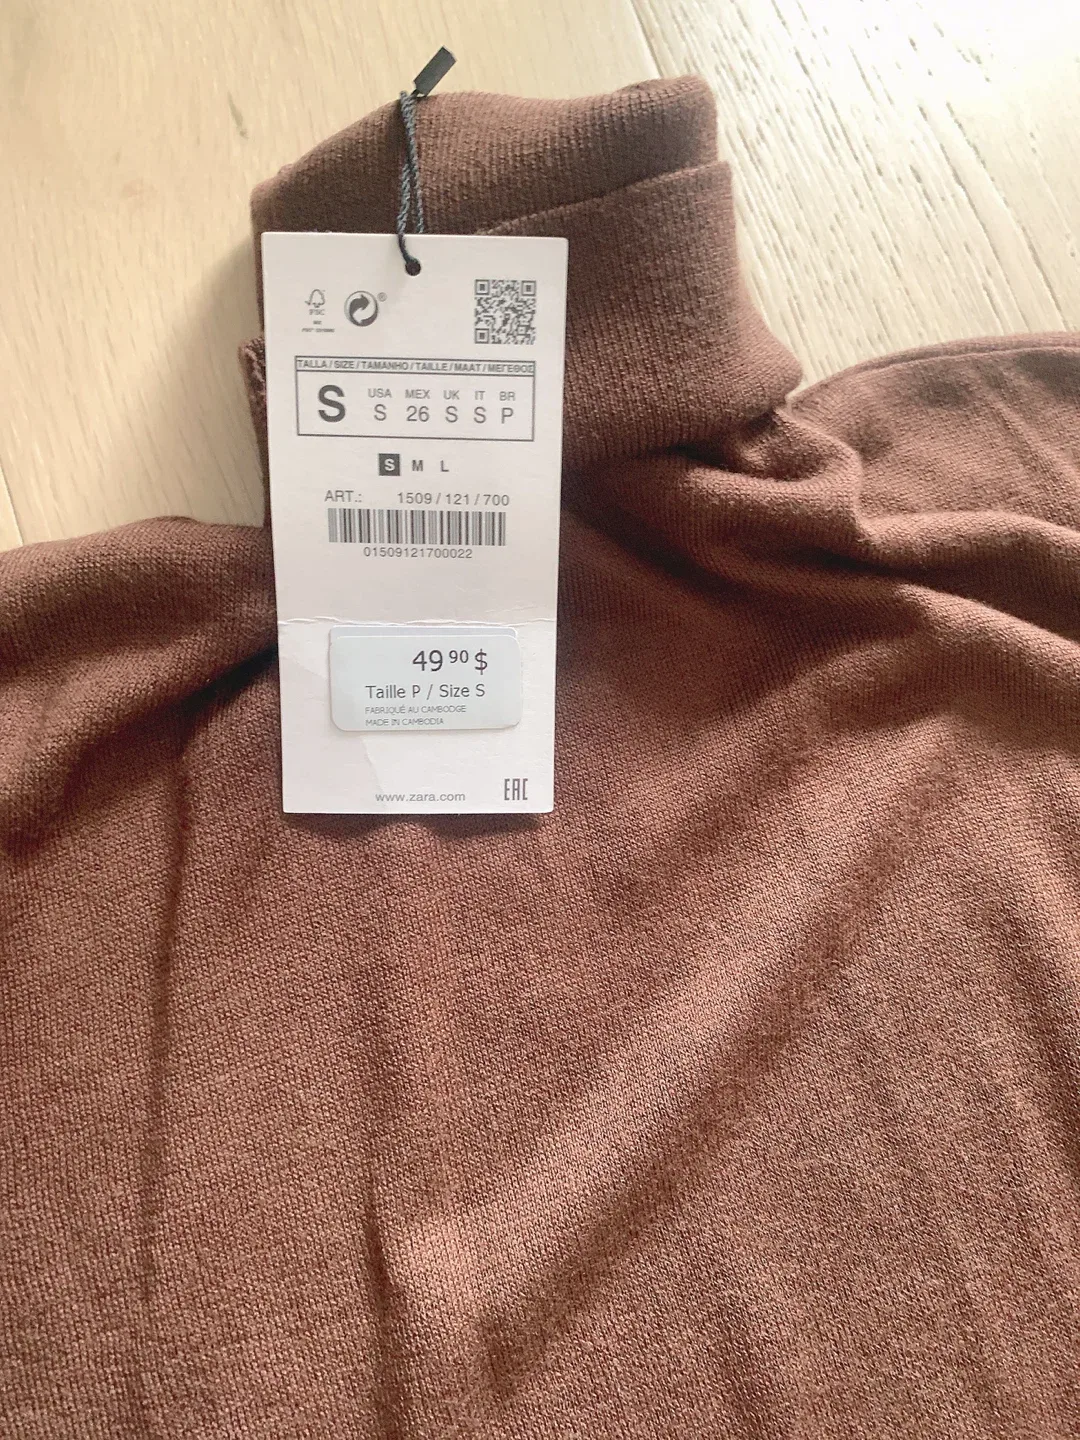 FSC
®
TALLA / SIZE / TAMANHO / TAILLE / MAAT / ΜΕΓΕΘΟΣ
S USA S MEX 26 UK S IT S BR P
S M L
ART.: 1509 / 121 / 700
01509121700022
49 90 $
Taille P / Size S
FABRIQUÉ AU CAMBODGE
MADE IN CAMBODIA
www.zara.com EAC